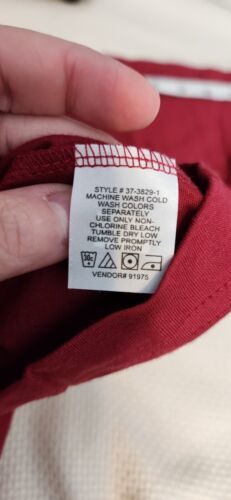 STYLE # 37-3829-1
MACHINE WASH COLD
WASH COLORS
SEPARATELY
USE ONLY NON-
CHLORINE BLEACH
TUMBLE DRY LOW
REMOVE PROMPTLY
LOW IRON
30c
VENDOR# 91975